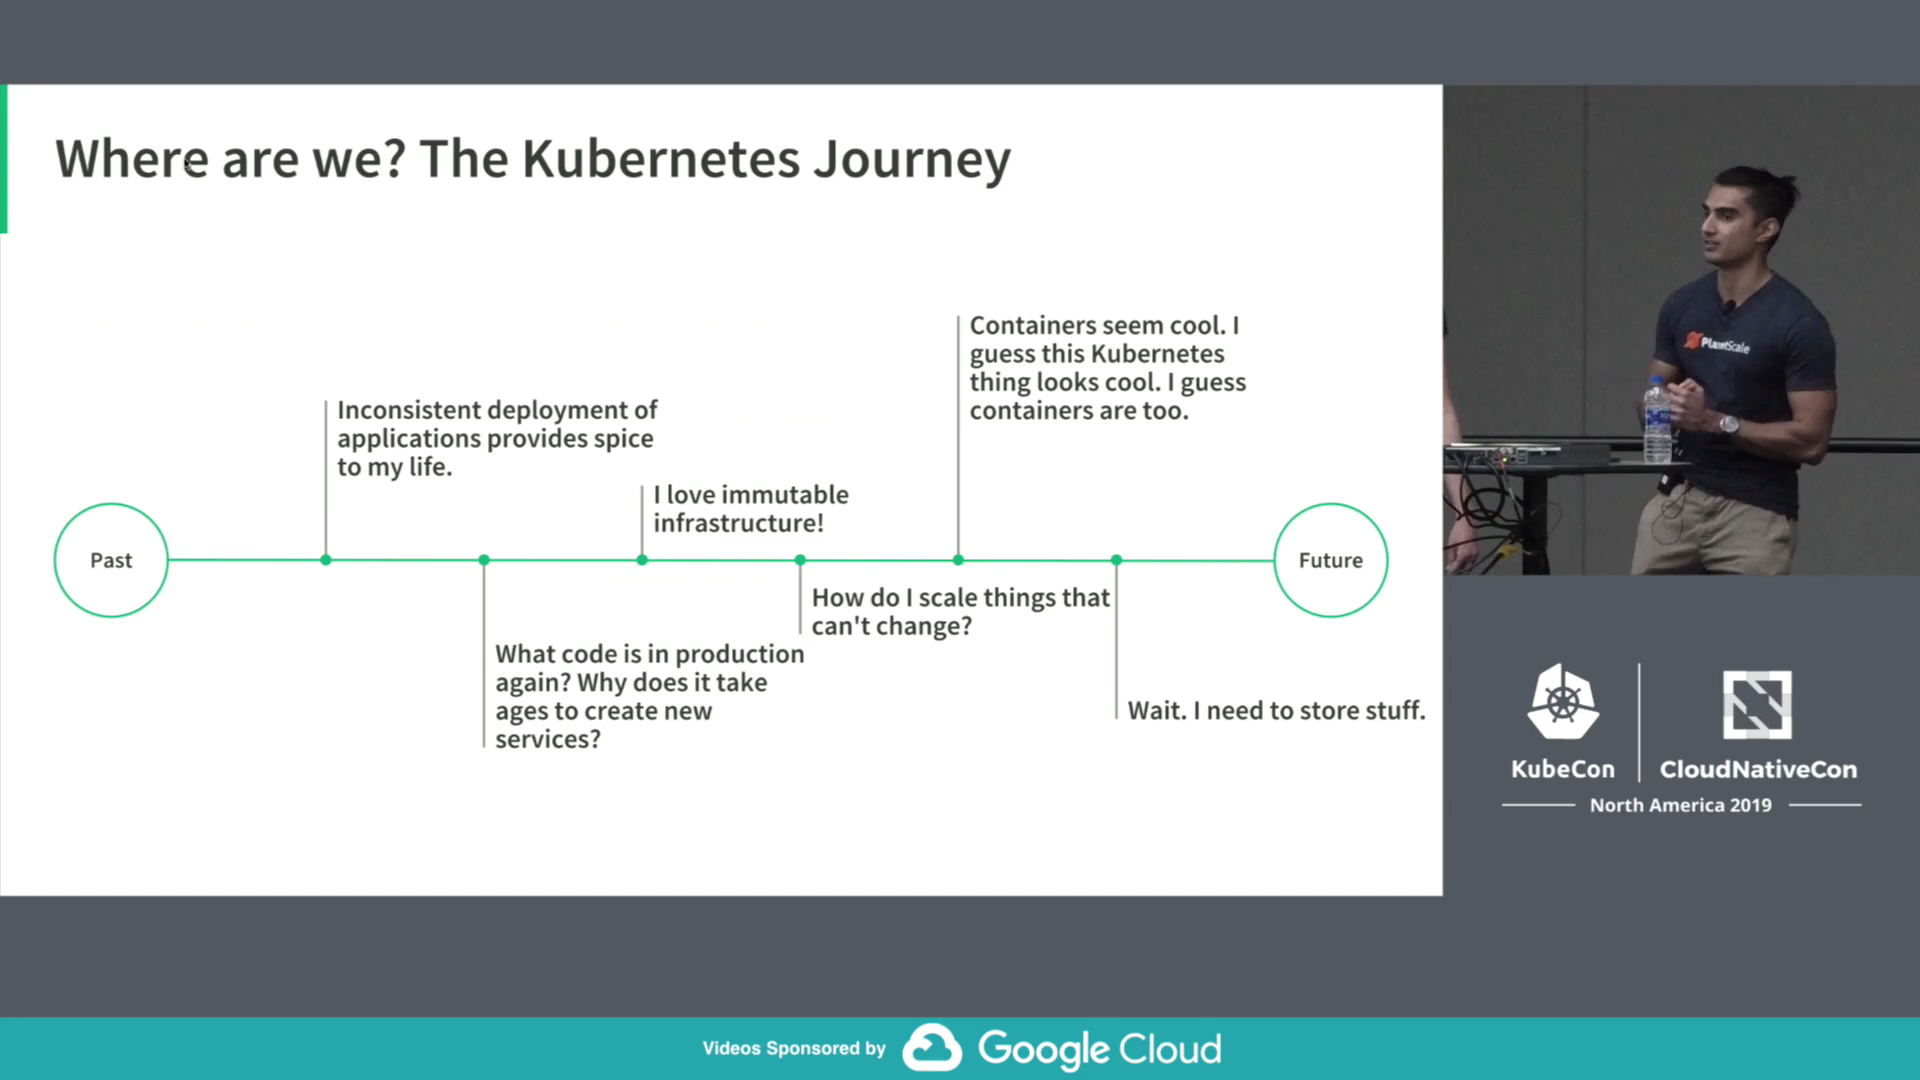 Where are we? The Kubernetes Journey
Containers seem cool. I
guess this Kubernetes
thing looks cool. I guess
containers are too.
Inconsistent deployment of
applications provides spice
to my life.
I love immutable
infrastructure!
Past
Future
How do I scale things that
can't change?
What code is in production
again? Why does it take
ages to create new
services?
Wait. I need to store stuff.
PlanetScale
KubeCon
CloudNativeCon
North America 2019
Videos Sponsored by
Google Cloud